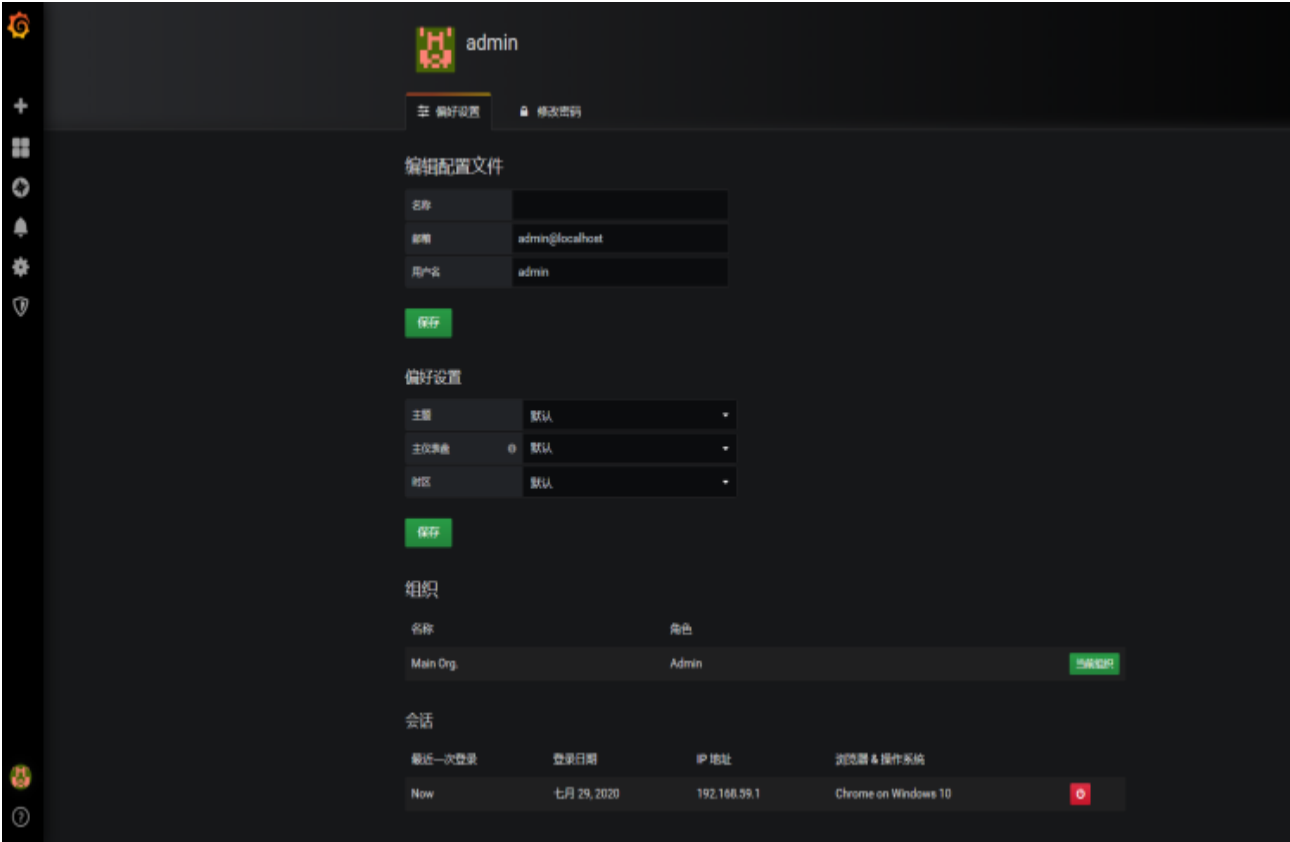 admin
偏好设置 修改密码
编辑配置文件
名称
邮箱 admin@localhost
用户名 admin
保存
偏好设置
主题 默认
主仪表盘 默认
时区 默认
保存
组织
名称 角色
Main Org. Admin 当前组织
会话
最近一次登录 登录日期 IP 地址 浏览器 & 操作系统
Now 七月 29, 2020 192.168.59.1 Chrome on Windows 10